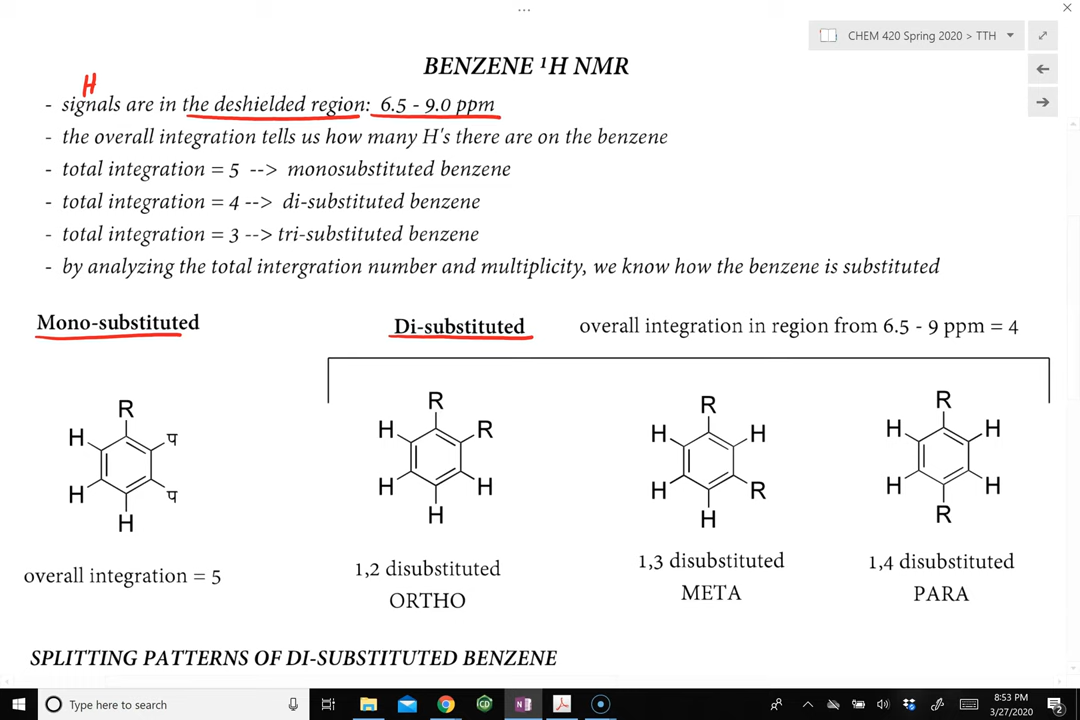 CHEM 420 Spring 2020 > TTH
BENZENE ¹H NMR
H
- signals are in the deshielded region: 6.5 - 9.0 ppm
- the overall integration tells us how many H's there are on the benzene
- total integration = 5 --> monosubstituted benzene
- total integration = 4 --> di-substituted benzene
- total integration = 3 --> tri-substituted benzene
- by analyzing the total intergration number and multiplicity, we know how the benzene is substituted
Mono-substituted
Di-substituted
overall integration in region from 6.5 - 9 ppm = 4
R
H
H
H
overall integration = 5
R
H R
H H
H
1,2 disubstituted
ORTHO
R
H H
H R
H
1,3 disubstituted
META
R
H H
H H
R
1,4 disubstituted
PARA
SPLITTING PATTERNS OF DI-SUBSTITUTED BENZENE
Type here to search
8:53 PM
3/27/2020
2